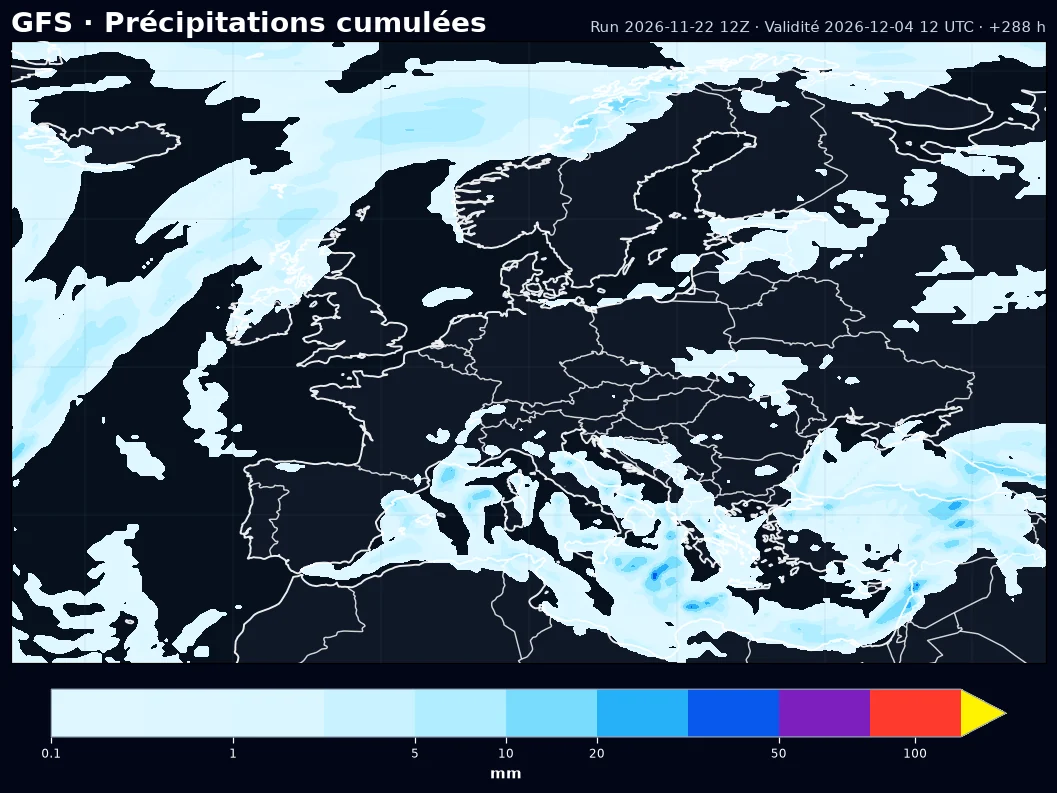 GFS · Précipitations cumulées
Run 2026-11-22 12Z · Validité 2026-12-04 12 UTC · +288 h
0.1 1 5 10 20 50 100
mm